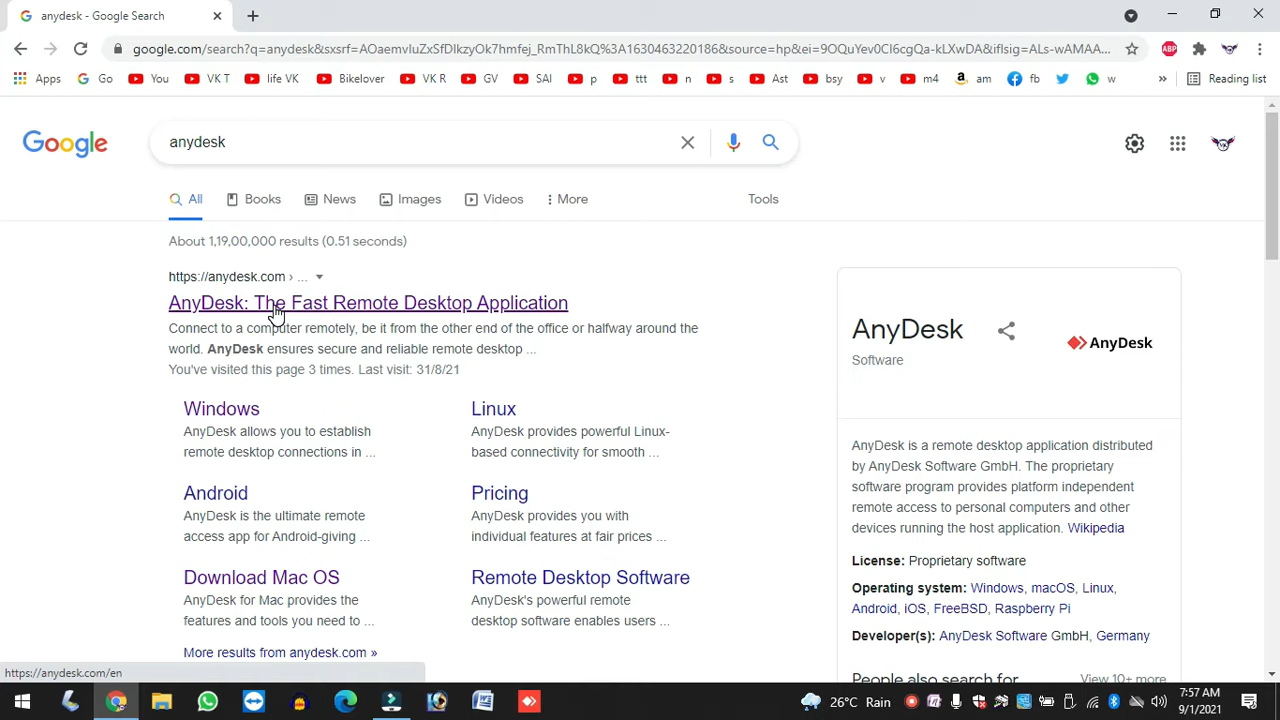 anydesk - Google Search
google.com/search?q=anydesk&sxsrf=AOaemvIuZxSfDIkzyOk7hmfej_RmThL8kQ%3A1630463220186&source=hp&ei=9OQuYev0CI6cgQa-kLXwDA&iflsig=ALs-wAMAA...
ABP
Apps Go You VK T life VK Bikelover VK R GV SAI p ttt n s Ast bsy v m4 am fb w » Reading list
Google
anydesk
VK
All Books News Images Videos More Tools
About 1,19,00,000 results (0.51 seconds)
https://anydesk.com › ...
AnyDesk: The Fast Remote Desktop Application
Connect to a computer remotely, be it from the other end of the office or halfway around the
world. AnyDesk ensures secure and reliable remote desktop ...
You've visited this page 3 times. Last visit: 31/8/21
Windows
AnyDesk allows you to establish
remote desktop connections in ...
Linux
AnyDesk provides powerful Linux-
based connectivity for smooth ...
Android
AnyDesk is the ultimate remote
access app for Android-giving ...
Pricing
AnyDesk provides you with
individual features at fair prices ...
Download Mac OS
AnyDesk for Mac provides the
features and tools you need to ...
Remote Desktop Software
AnyDesk's powerful remote
desktop software enables users ...
More results from anydesk.com »
AnyDesk
Software
AnyDesk
AnyDesk is a remote desktop application distributed
by AnyDesk Software GmbH. The proprietary
software program provides platform independent
remote access to personal computers and other
devices running the host application. Wikipedia
License: Proprietary software
Operating system: Windows, macOS, Linux,
Android, iOS, FreeBSD, Raspberry Pi
Developer(s): AnyDesk Software GmbH, Germany
People also search for
View 10+ more
https://anydesk.com/en
26°C Rain
7:57 AM
9/1/2021